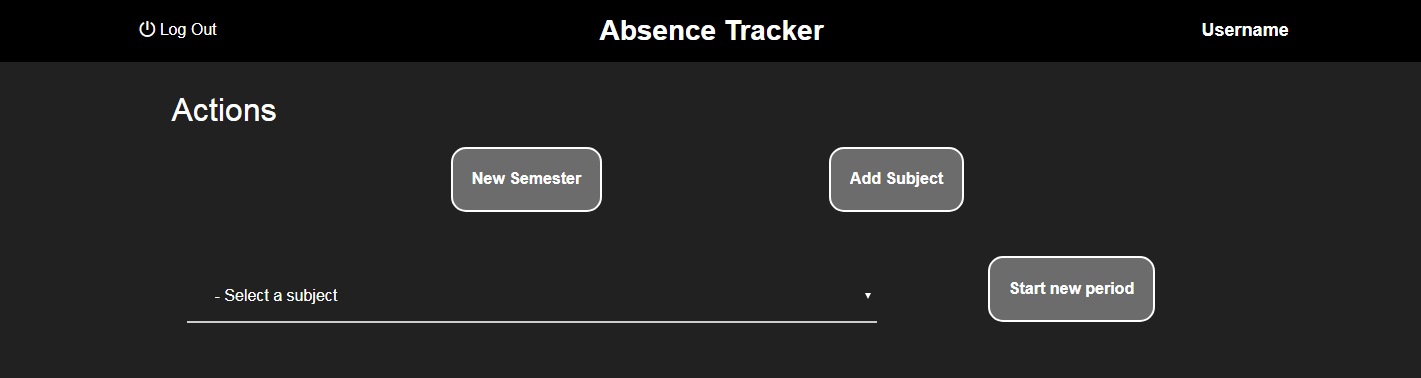 Log Out
Absence Tracker
Username
Actions
New Semester
Add Subject
- Select a subject
Start new period